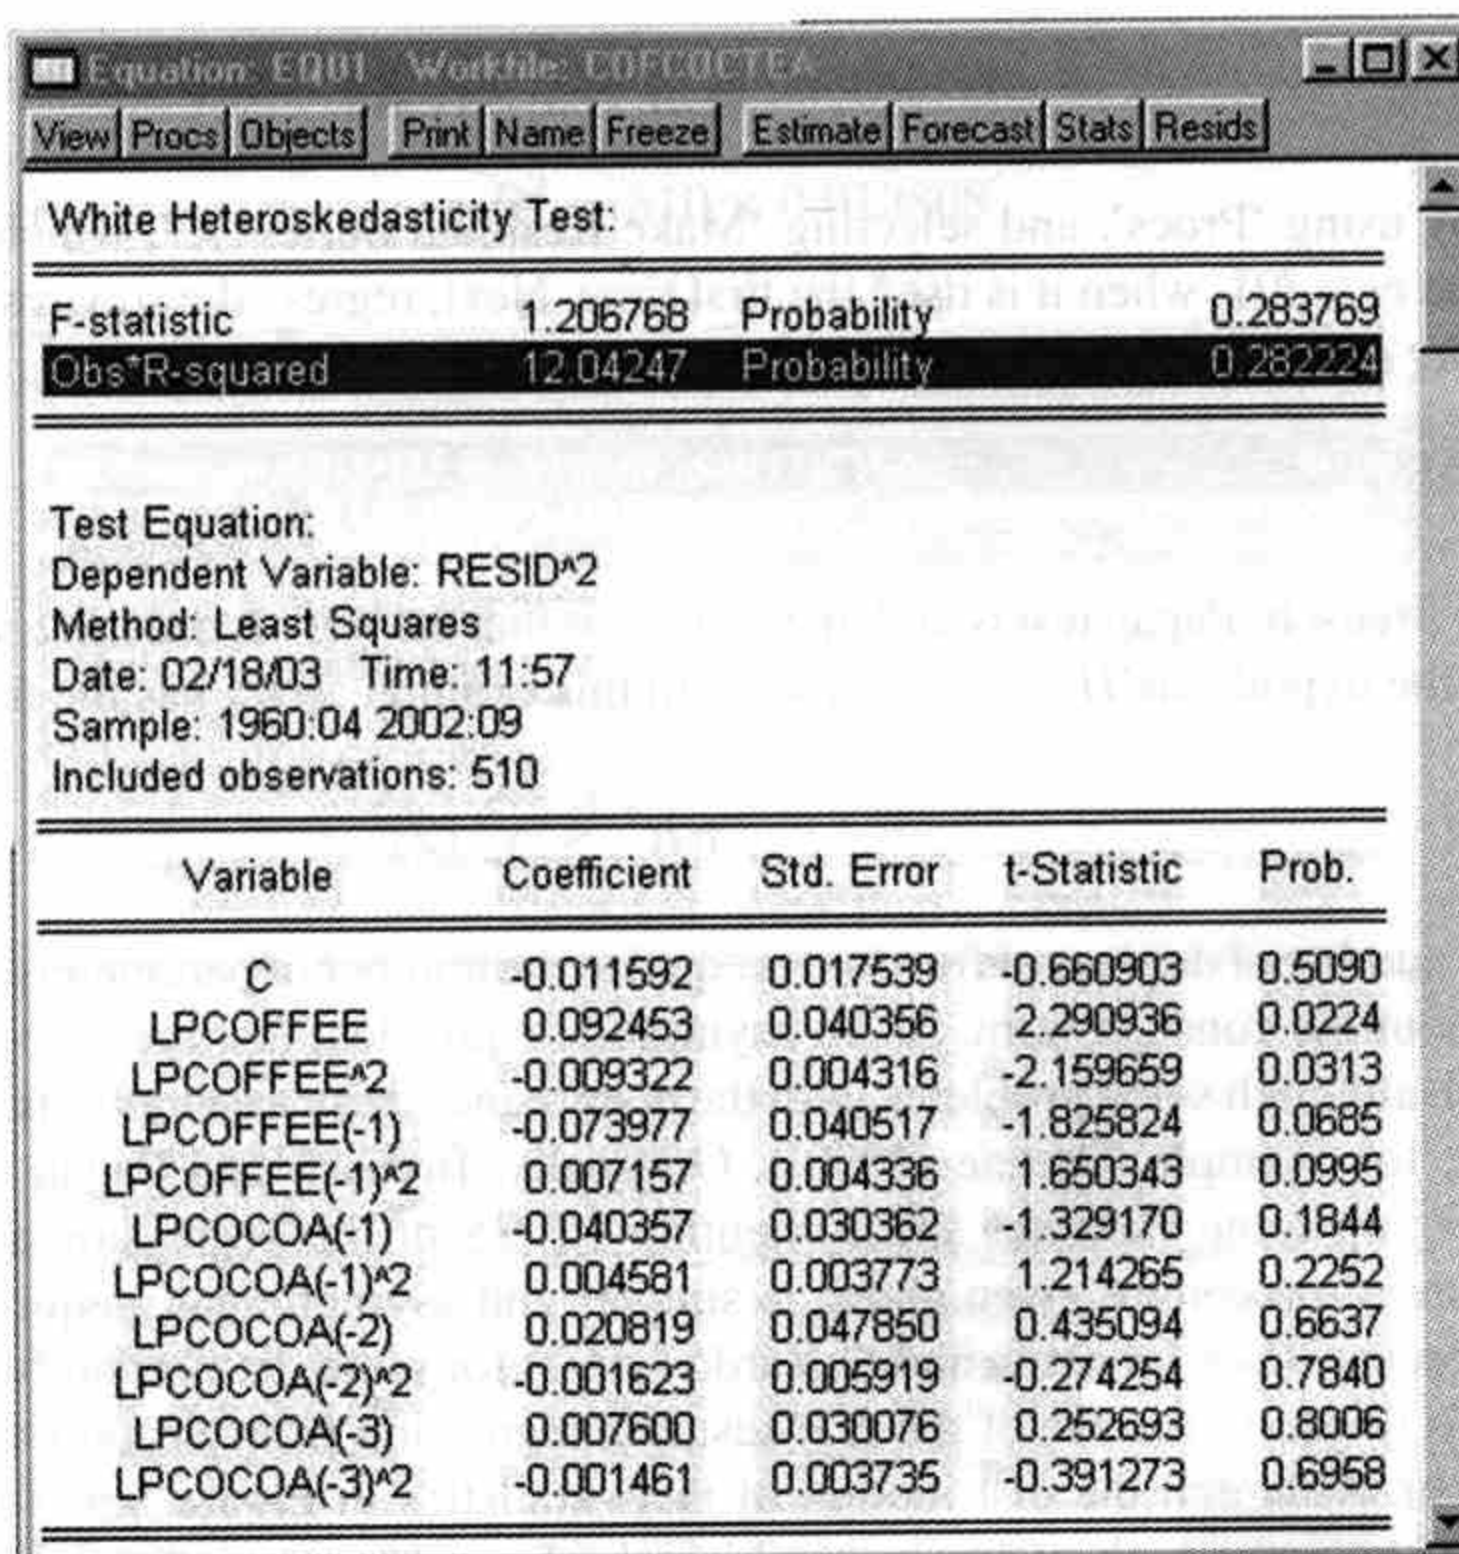 Equation: EQ01 Workfile: COFCOCTEA
View Procs Objects Print Name Freeze Estimate Forecast Stats Resids
White Heteroskedasticity Test:
F-statistic 1.206768 Probability 0.283769
Obs*R-squared 12.04247 Probability 0.282224
Test Equation:
Dependent Variable: RESID^2
Method: Least Squares
Date: 02/18/03 Time: 11:57
Sample: 1960:04 2002:09
Included observations: 510
Variable Coefficient Std. Error t-Statistic Prob.
C -0.011592 0.017539 -0.660903 0.5090
LPCOFFEE 0.092453 0.040356 2.290936 0.0224
LPCOFFEE^2 -0.009322 0.004316 -2.159659 0.0313
LPCOFFEE(-1) -0.073977 0.040517 -1.825824 0.0685
LPCOFFEE(-1)^2 0.007157 0.004336 1.650343 0.0995
LPCOCOA(-1) -0.040357 0.030362 -1.329170 0.1844
LPCOCOA(-1)^2 0.004581 0.003773 1.214265 0.2252
LPCOCOA(-2) 0.020819 0.047850 0.435094 0.6637
LPCOCOA(-2)^2 -0.001623 0.005919 -0.274254 0.7840
LPCOCOA(-3) 0.007600 0.030076 0.252693 0.8006
LPCOCOA(-3)^2 -0.001461 0.003735 -0.391273 0.6958